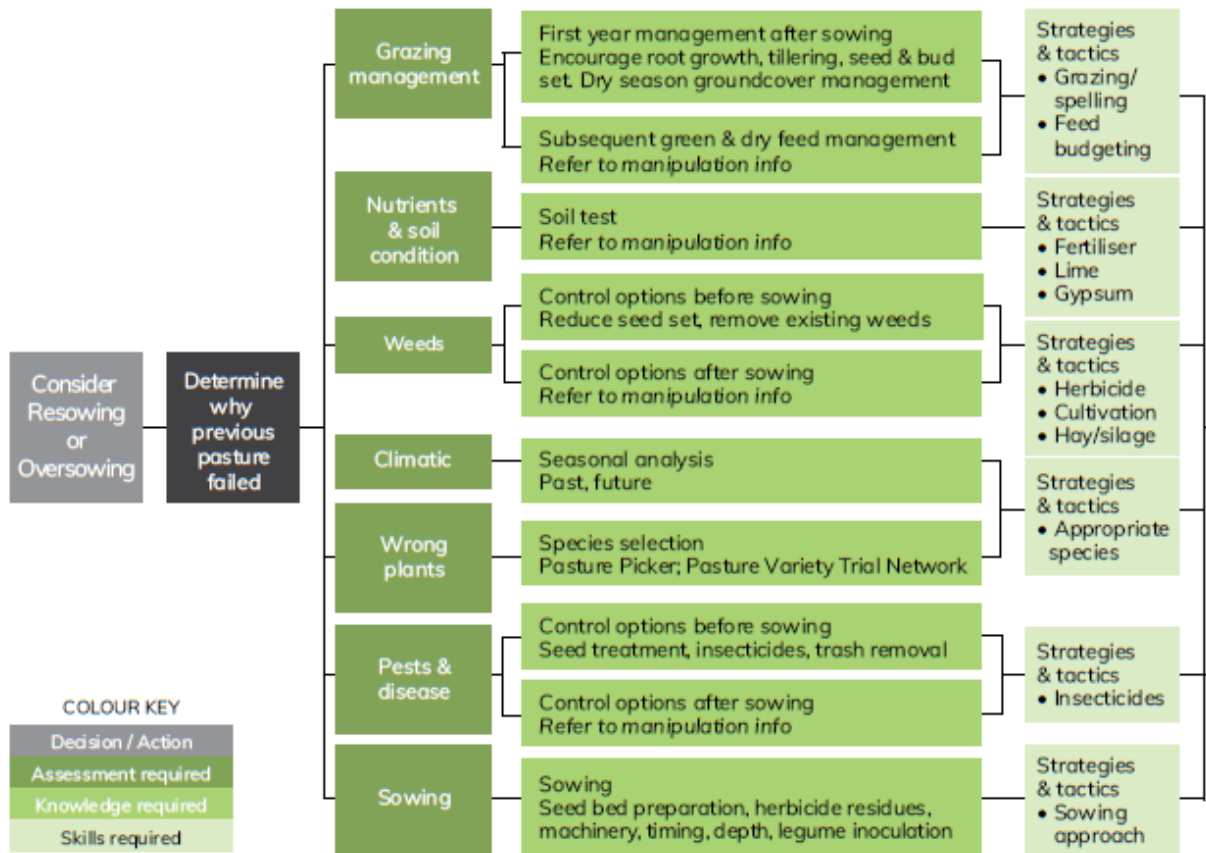 Consider
Resowing
or
Oversowing
Determine
why
previous
pasture
failed
Grazing
management
First year management after sowing
Encourage root growth, tillering, seed & bud
set. Dry season groundcover management
Subsequent green & dry feed management
Refer to manipulation info
Strategies
& tactics
• Grazing/
spelling
• Feed
budgeting
Nutrients
& soil
condition
Soil test
Refer to manipulation info
Strategies
& tactics
• Fertiliser
• Lime
• Gypsum
Weeds
Control options before sowing
Reduce seed set, remove existing weeds
Control options after sowing
Refer to manipulation info
Strategies
& tactics
• Herbicide
• Cultivation
• Hay/silage
Climatic
Seasonal analysis
Past, future
Wrong
plants
Species selection
Pasture Picker; Pasture Variety Trial Network
Strategies
& tactics
• Appropriate
species
Pests &
disease
Control options before sowing
Seed treatment, insecticides, trash removal
Control options after sowing
Refer to manipulation info
Strategies
& tactics
• Insecticides
Sowing
Sowing
Seed bed preparation, herbicide residues,
machinery, timing, depth, legume inoculation
Strategies
& tactics
• Sowing
approach
COLOUR KEY
Decision / Action
Assessment required
Knowledge required
Skills required